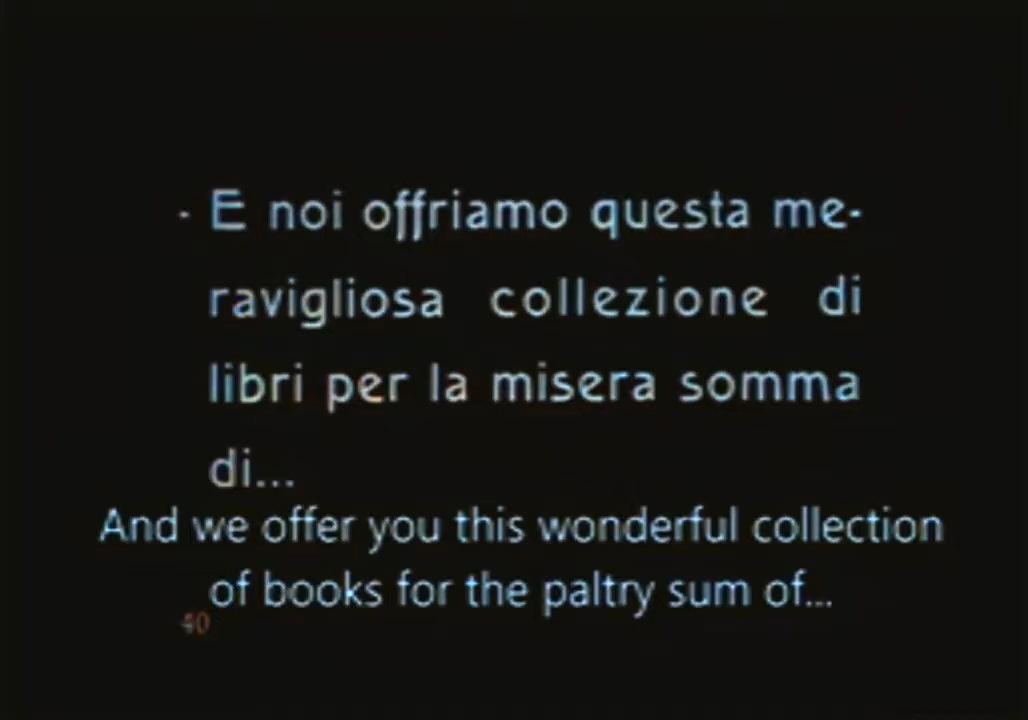 - E noi offriamo questa me-
ravigliosa collezione di
libri per la misera somma
di...
And we offer you this wonderful collection
of books for the paltry sum of...
40